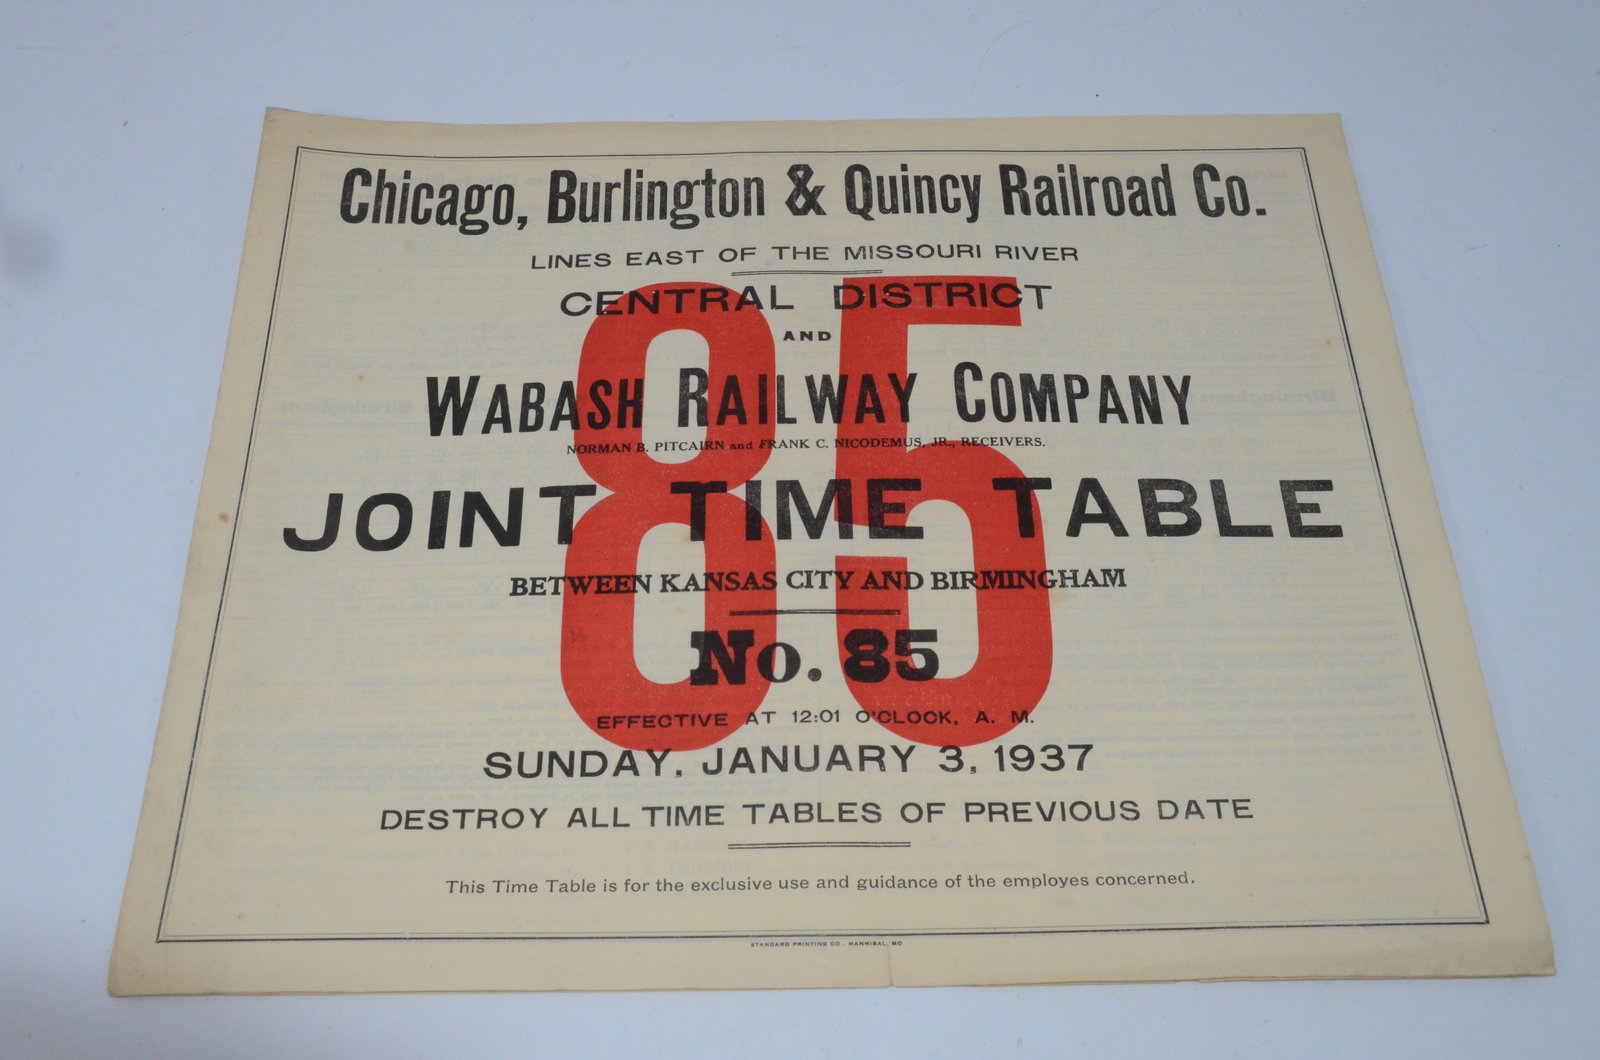 Chicago, Burlington & Quincy Railroad Co.
LINES EAST OF THE MISSOURI RIVER
CENTRAL DISTRICT
AND
WABASH RAILWAY COMPANY
NORMAN B. PITCAIRN and FRANK C. NICODEMUS, JR., RECEIVERS.
JOINT TIME TABLE
85
BETWEEN KANSAS CITY AND BIRMINGHAM
No. 85
EFFECTIVE AT 12:01 O'CLOCK, A. M.
SUNDAY, JANUARY 3, 1937
DESTROY ALL TIME TABLES OF PREVIOUS DATE
This Time Table is for the exclusive use and guidance of the employes concerned.
STANDARD PRINTING CO., HANNIBAL, MO